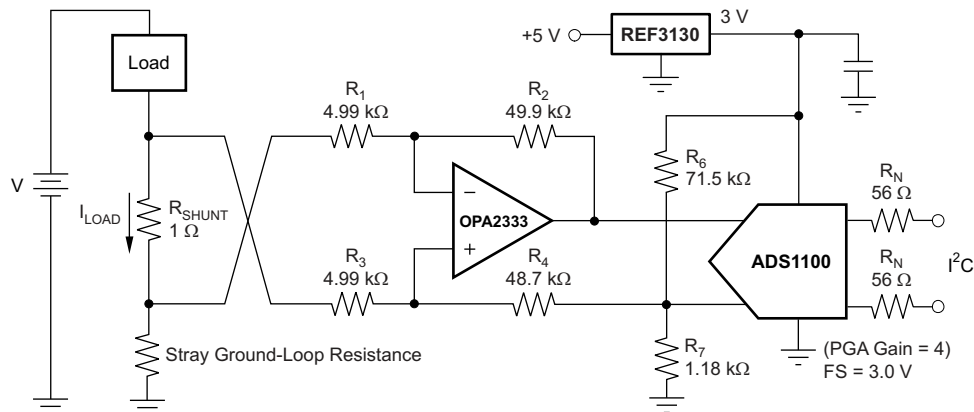 3 V
+5 V
REF3130
Load
R1
4.99 kΩ
R2
49.9 kΩ
R6
71.5 kΩ
V
ILOAD
RSHUNT
1 Ω
−
OPA2333
+
RN
56 Ω
ADS1100
I²C
R3
4.99 kΩ
R4
48.7 kΩ
RN
56 Ω
Stray Ground-Loop Resistance
R7
1.18 kΩ
(PGA Gain = 4)
FS = 3.0 V